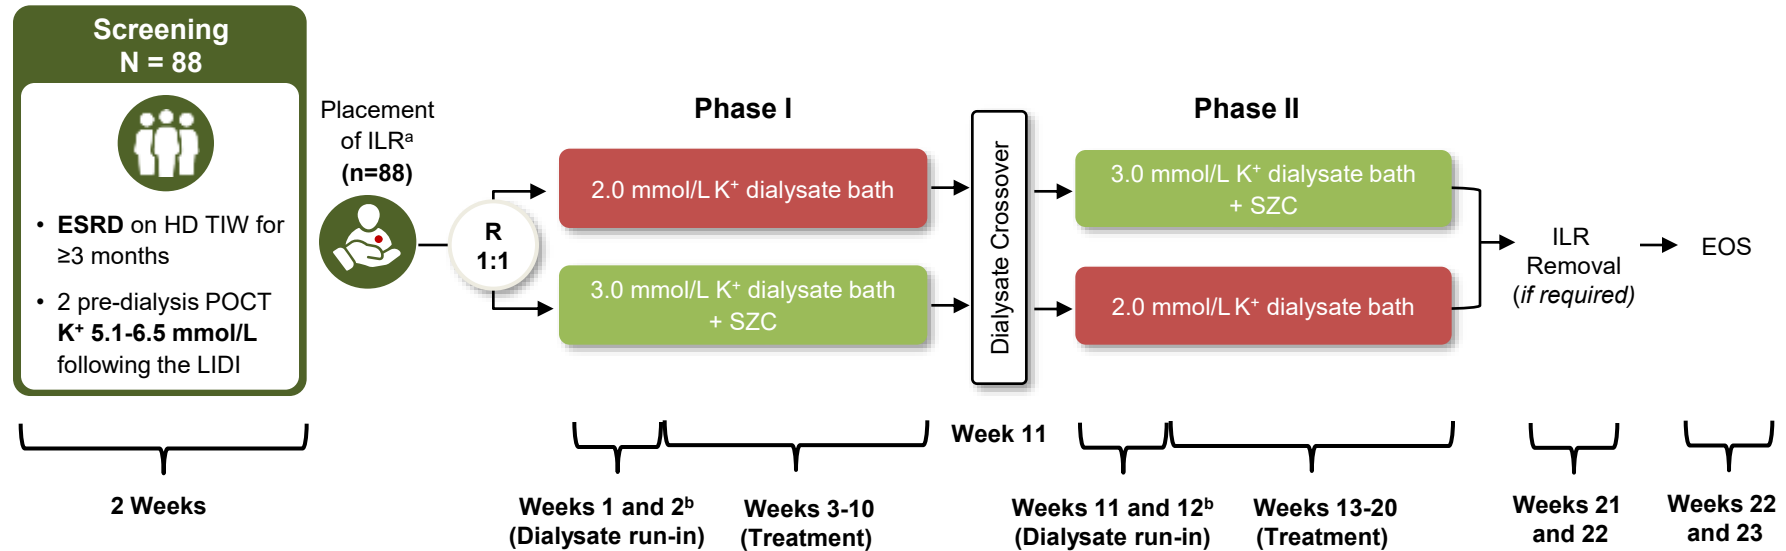 Screening
N = 88
• ESRD on HD TIW for
≥3 months
• 2 pre-dialysis POCT
K⁺ 5.1-6.5 mmol/L
following the LIDI
2 Weeks
Placement
of ILRᵃ
(n=88)
R
1:1
Phase I
2.0 mmol/L K⁺ dialysate bath
3.0 mmol/L K⁺ dialysate bath
+ SZC
Weeks 1 and 2ᵇ
(Dialysate run-in)
Weeks 3-10
(Treatment)
Dialysate Crossover
Week 11
Phase II
3.0 mmol/L K⁺ dialysate bath
+ SZC
2.0 mmol/L K⁺ dialysate bath
Weeks 11 and 12ᵇ
(Dialysate run-in)
Weeks 13-20
(Treatment)
ILR
Removal
(if required)
Weeks 21
and 22
EOS
Weeks 22
and 23